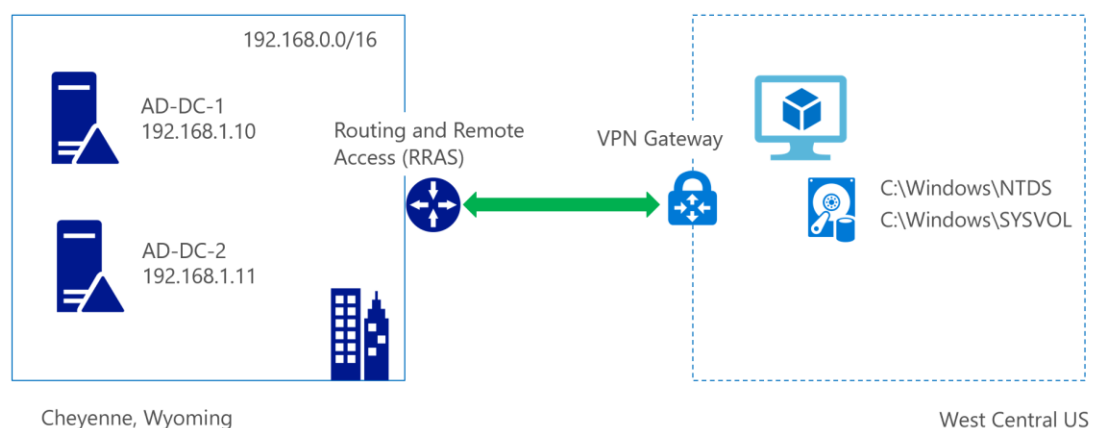 192.168.0.0/16
AD-DC-1
192.168.1.10
Routing and Remote
Access (RRAS)
VPN Gateway
C:\Windows\NTDS
C:\Windows\SYSVOL
AD-DC-2
192.168.1.11
Cheyenne, Wyoming
West Central US